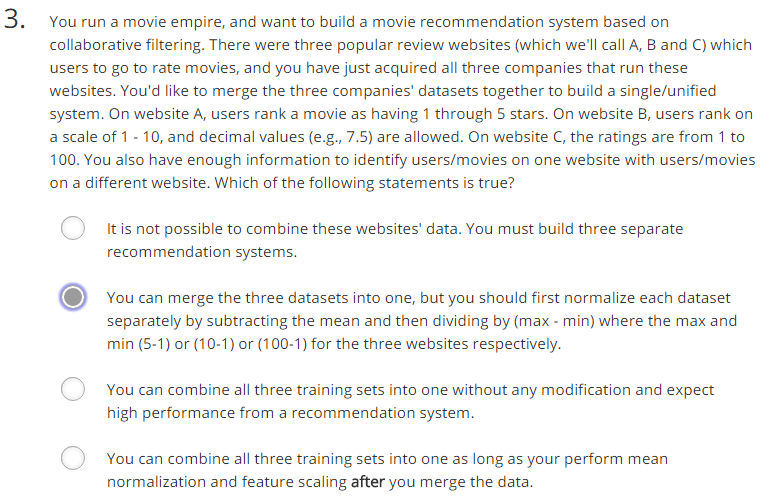 3. You run a movie empire, and want to build a movie recommendation system based on
collaborative filtering. There were three popular review websites (which we'll call A, B and C) which
users to go to rate movies, and you have just acquired all three companies that run these
websites. You'd like to merge the three companies' datasets together to build a single/unified
system. On website A, users rank a movie as having 1 through 5 stars. On website B, users rank on
a scale of 1 - 10, and decimal values (e.g., 7.5) are allowed. On website C, the ratings are from 1 to
100. You also have enough information to identify users/movies on one website with users/movies
on a different website. Which of the following statements is true?
It is not possible to combine these websites' data. You must build three separate
recommendation systems.
You can merge the three datasets into one, but you should first normalize each dataset
separately by subtracting the mean and then dividing by (max - min) where the max and
min (5-1) or (10-1) or (100-1) for the three websites respectively.
You can combine all three training sets into one without any modification and expect
high performance from a recommendation system.
You can combine all three training sets into one as long as your perform mean
normalization and feature scaling after you merge the data.